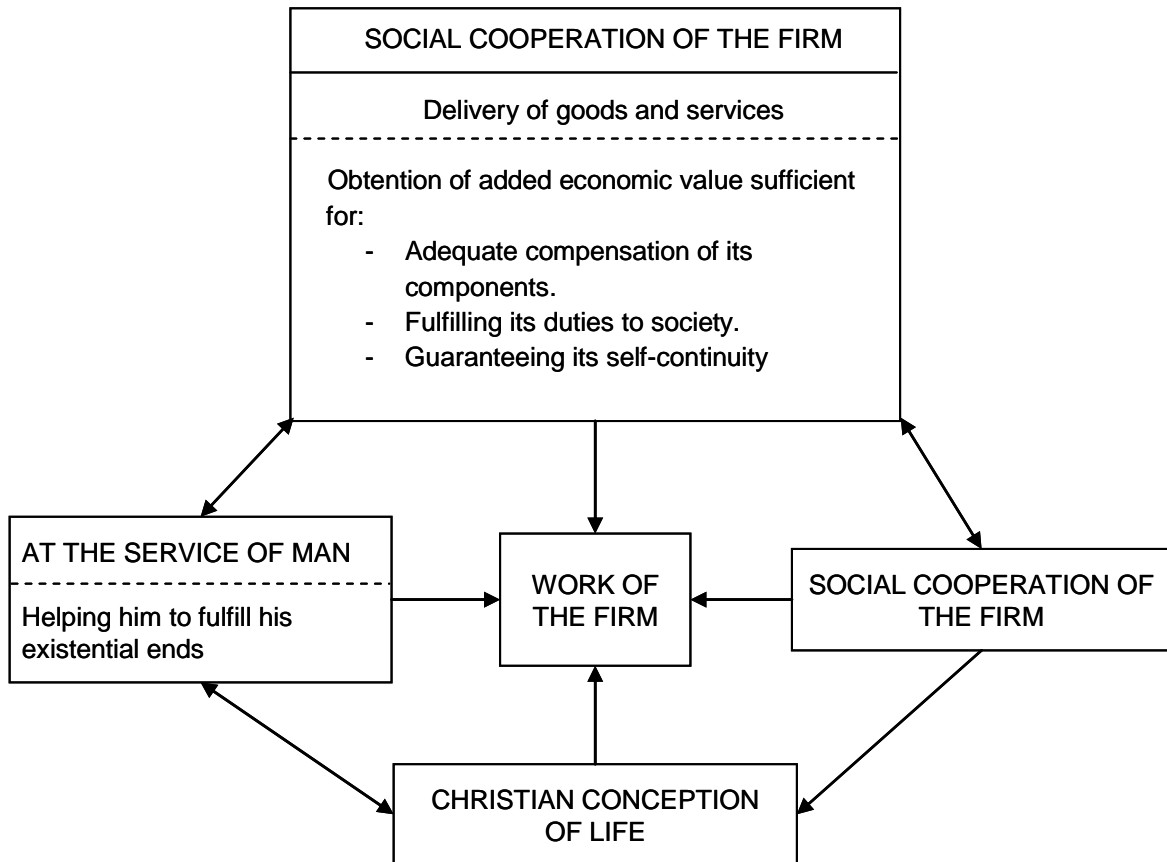 SOCIAL COOPERATION OF THE FIRM
Delivery of goods and services
Obtention of added economic value sufficient
for:
- Adequate compensation of its
components.
- Fulfilling its duties to society.
- Guaranteeing its self-continuity
AT THE SERVICE OF MAN
Helping him to fulfill his
existential ends
WORK OF
THE FIRM
SOCIAL COOPERATION OF
THE FIRM
CHRISTIAN CONCEPTION
OF LIFE